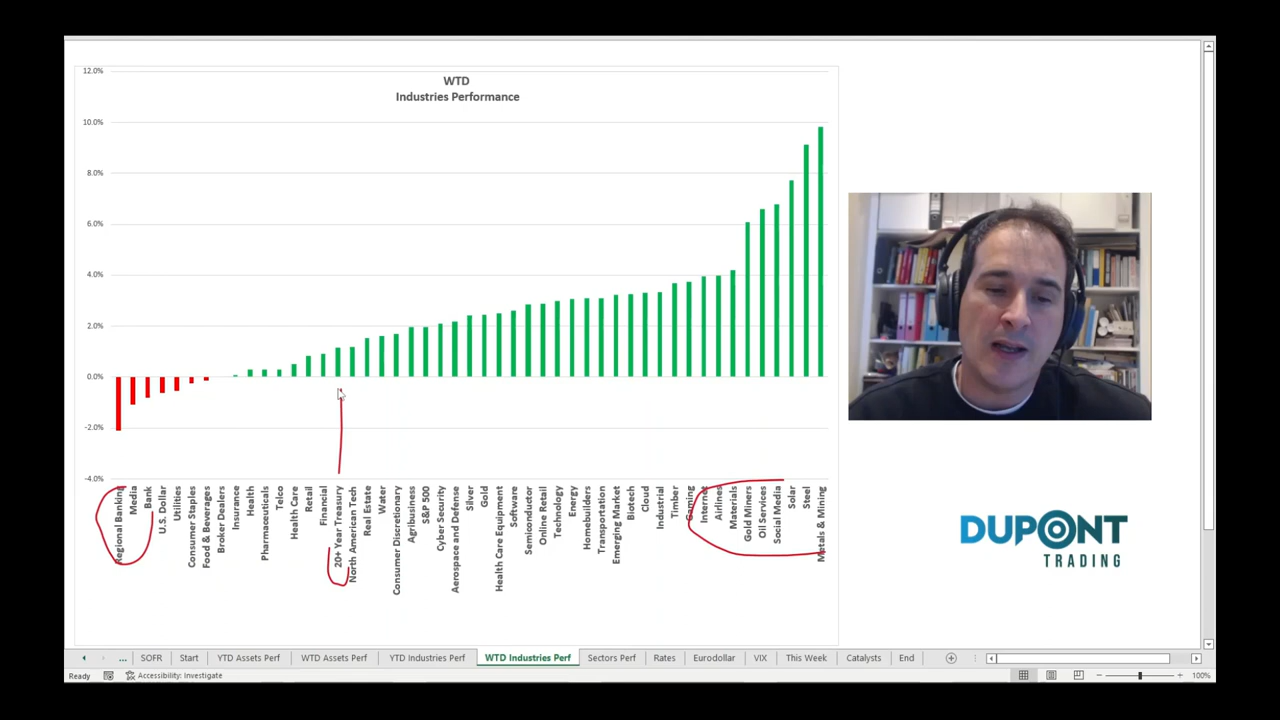 WTD
Industries Performance
12.0%
10.0%
8.0%
6.0%
4.0%
2.0%
0.0%
-2.0%
-4.0%
Regional Banking
Media
Bank
U.S. Dollar
Utilities
Consumer Staples
Food & Beverages
Broker Dealers
Insurance
Health
Pharmaceuticals
Telco
Health Care
Retail
Financial
20+ Year Treasury
North American Tech
Real Estate
Water
Consumer Discretionary
Agribusiness
S&P 500
Cyber Security
Aerospace and Defense
Silver
Gold
Health Care Equipment
Software
Semiconductor
Online Retail
Technology
Energy
Homebuilders
Transportation
Emerging Market
Biotech
Cloud
Industrial
Timber
Gaming
Internet
Airlines
Materials
Gold Miners
Oil Services
Social Media
Solar
Steel
Metals & Mining
DUPONT
TRADING
... SOFR Start YTD Assets Perf WTD Assets Perf YTD Industries Perf WTD Industries Perf Sectors Perf Rates Eurodollar VIX This Week Catalysts End
Ready Accessibility: Investigate 100%